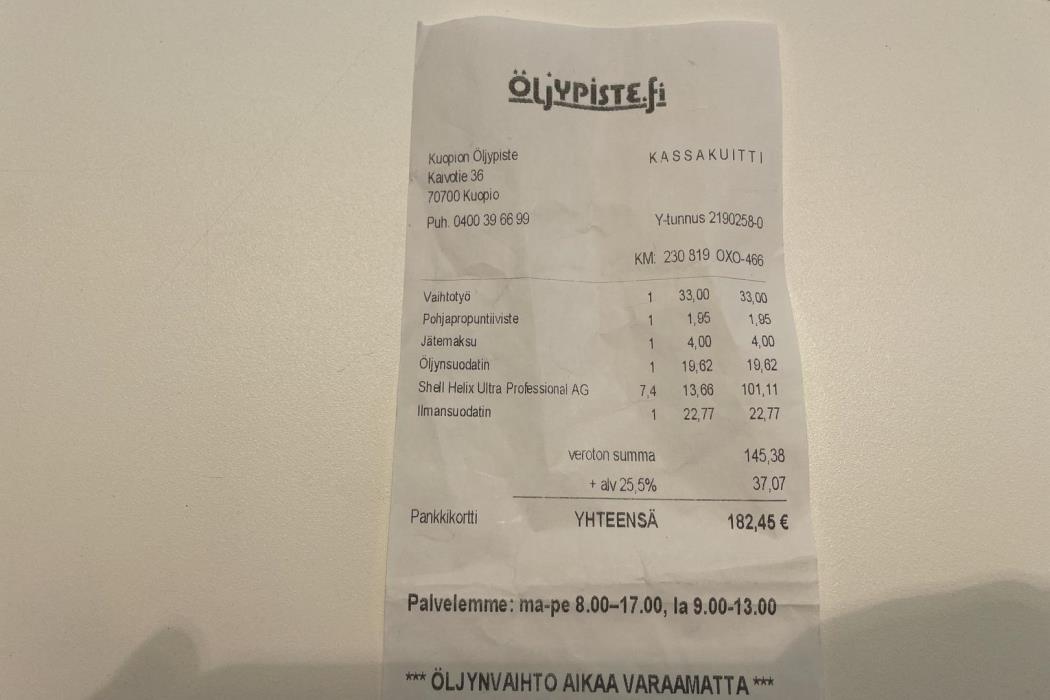 ÖLJYPISTE.fi
Kuopion Öljypiste KASSAKUITTI
Kaivotie 36
70700 Kuopio
Puh. 0400 39 66 99 Y-tunnus 2190258-0
KM: 230 819 OXO-466
Vaihtotyö 1 33,00 33,00
Pohjapropuntiiviste 1 1,95 1,95
Jätemaksu 1 4,00 4,00
Öljynsuodatin 1 19,62 19,62
Shell Helix Ultra Professional AG 7,4 13,66 101,11
Ilmansuodatin 1 22,77 22,77
veroton summa 145,38
+ alv 25,5% 37,07
Pankkikortti YHTEENSÄ 182,45 €
Palvelemme: ma-pe 8.00–17.00, la 9.00-13.00
*** ÖLJYNVAIHTO AIKAA VARAAMATTA ***